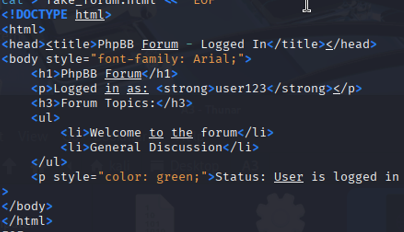 cat > fake_forum.html << 'EOF'
<!DOCTYPE html>
<html>
<head><title>PhpBB Forum - Logged In</title></head>
<body style="font-family: Arial;">
    <h1>PhpBB Forum</h1>
    <p>Logged in as: <strong>user123</strong></p>
    <h3>Forum Topics:</h3>
    <ul>
        <li>Welcome to the forum</li>
        <li>General Discussion</li>
    </ul>
    <p style="color: green;">Status: User is logged in
>
</body>
</html>
EOF